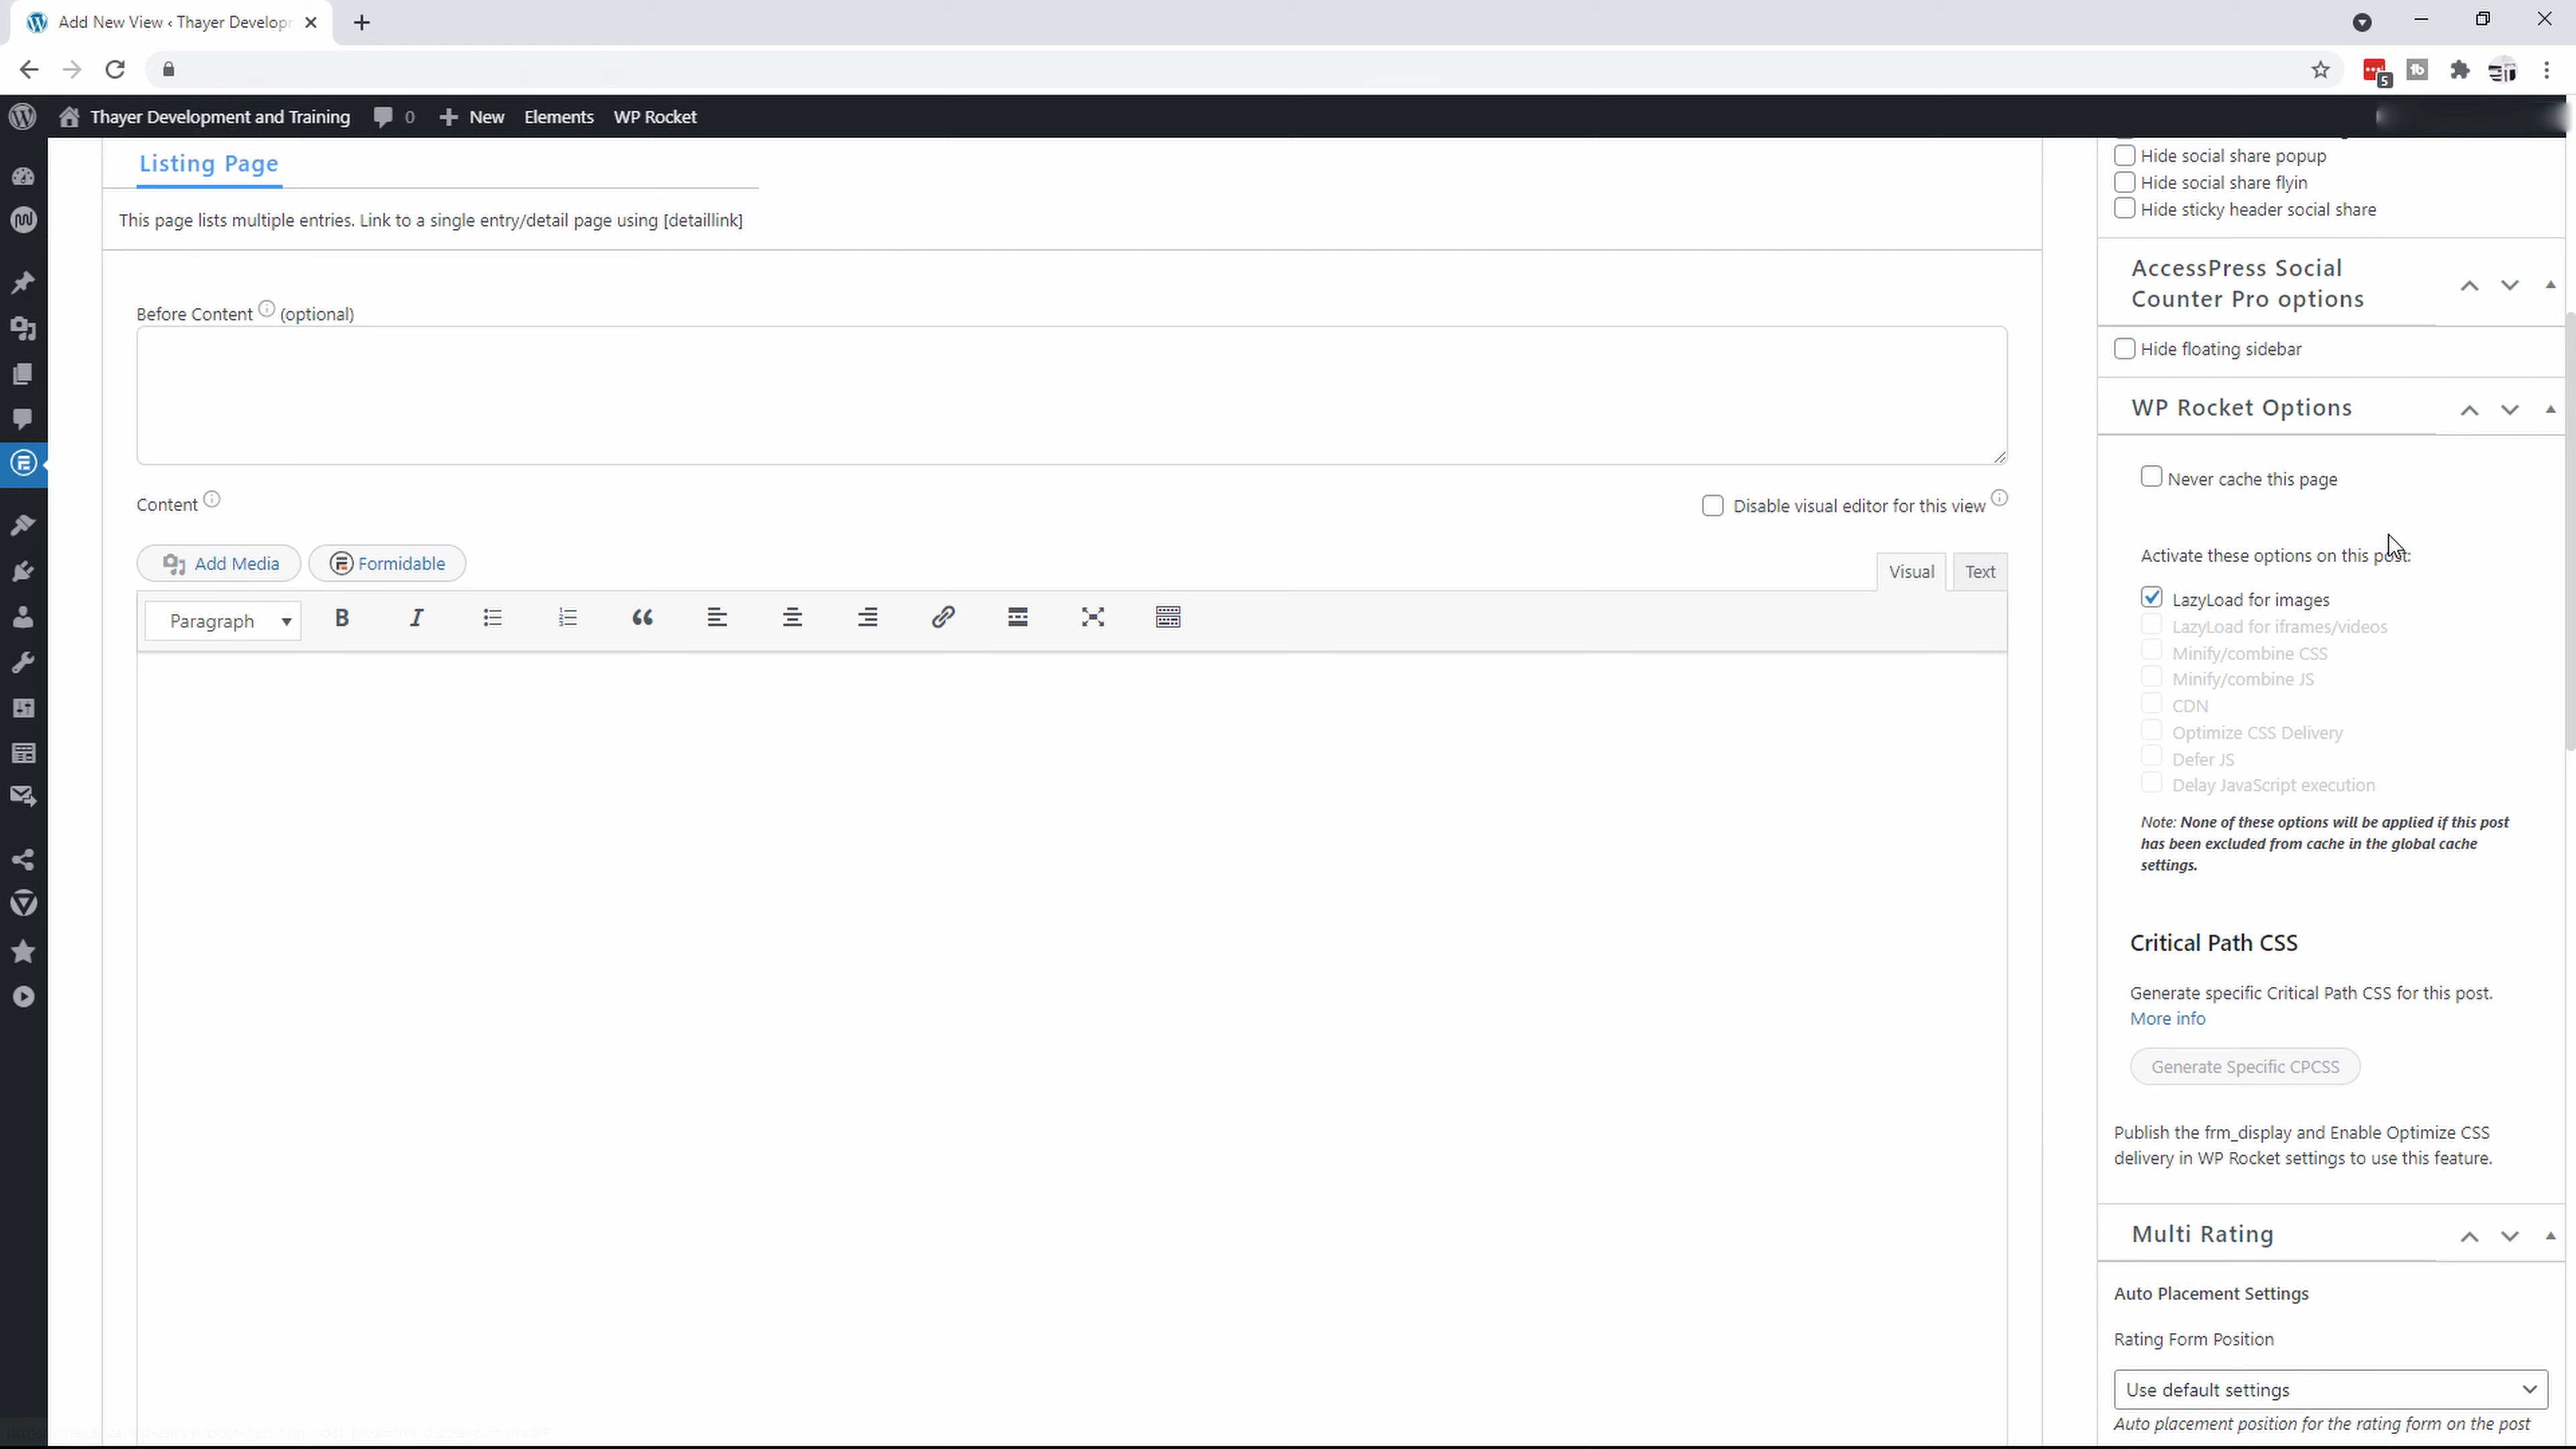 Add New View ‹ Thayer Develop
5
Thayer Development and Training
0
New
Elements
WP Rocket
Listing Page
This page lists multiple entries. Link to a single entry/detail page using [detaillink]
Before Content (optional)
Content
Disable visual editor for this view
Add Media
Formidable
Visual
Text
Paragraph
Hide social share popup
Hide social share flyin
Hide sticky header social share
AccessPress Social
Counter Pro options
Hide floating sidebar
WP Rocket Options
Never cache this page
Activate these options on this post:
LazyLoad for images
LazyLoad for iframes/videos
Minify/combine CSS
Minify/combine JS
CDN
Optimize CSS Delivery
Defer JS
Delay JavaScript execution
Note: None of these options will be applied if this post
has been excluded from cache in the global cache
settings.
Critical Path CSS
Generate specific Critical Path CSS for this post.
More info
Generate Specific CPCSS
Publish the frm_display and Enable Optimize CSS
delivery in WP Rocket settings to use this feature.
Multi Rating
Auto Placement Settings
Rating Form Position
Use default settings
Auto placement position for the rating form on the post